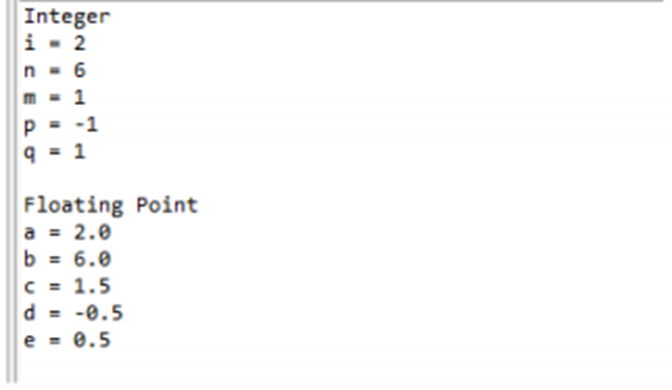 Integer
i = 2
n = 6
m = 1
p = -1
q = 1
Floating Point
a = 2.0
b = 6.0
c = 1.5
d = -0.5
e = 0.5